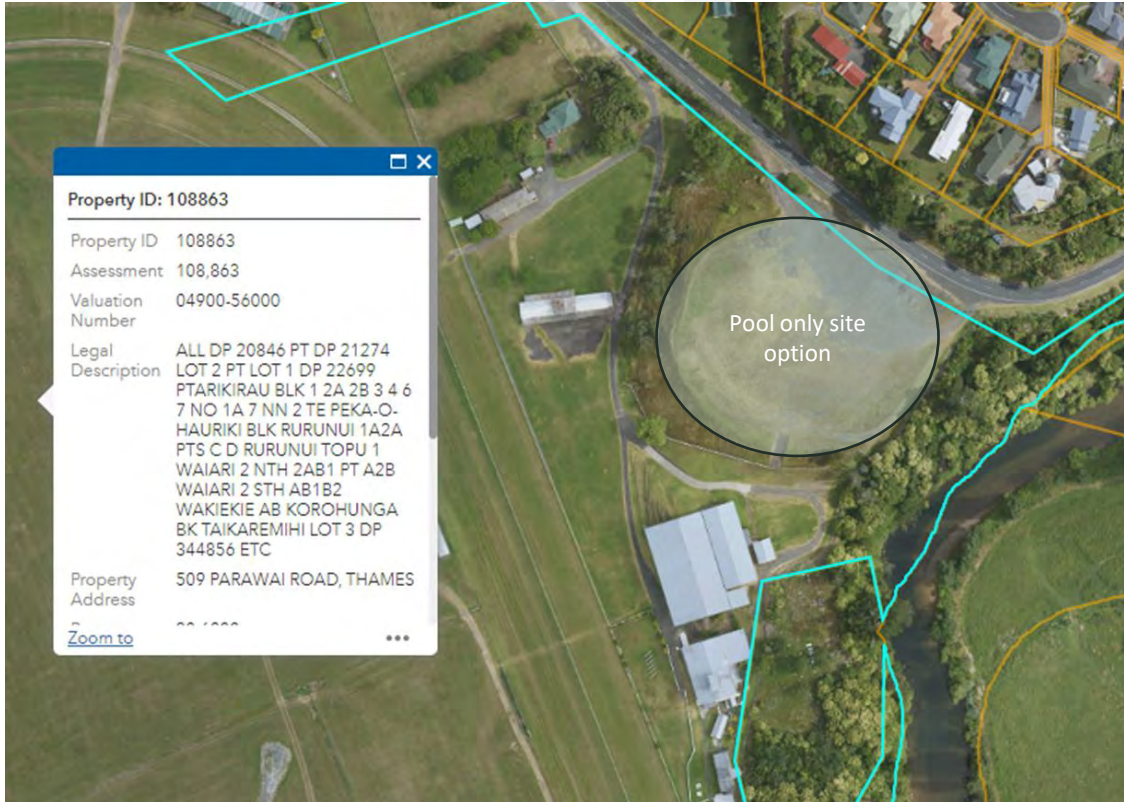 Property ID: 108863
Property ID 108863
Assessment 108,863
Valuation Number 04900-56000
Legal Description ALL DP 20846 PT DP 21274
LOT 2 PT LOT 1 DP 22699
PTARIKIRAU BLK 1 2A 2B 3 4 6
7 NO 1A 7 NN 2 TE PEKA-O-
HAURIKI BLK RURUNUI 1A2A
PTS C D RURUNUI TOPU 1
WAIARI 2 NTH 2AB1 PT A2B
WAIARI 2 STH AB1B2
WAKIEKIE AB KOROHUNGA
BK TAIKAREMIHI LOT 3 DP
344856 ETC
Property Address 509 PARAWAI ROAD, THAMES
Zoom to
Pool only site
option